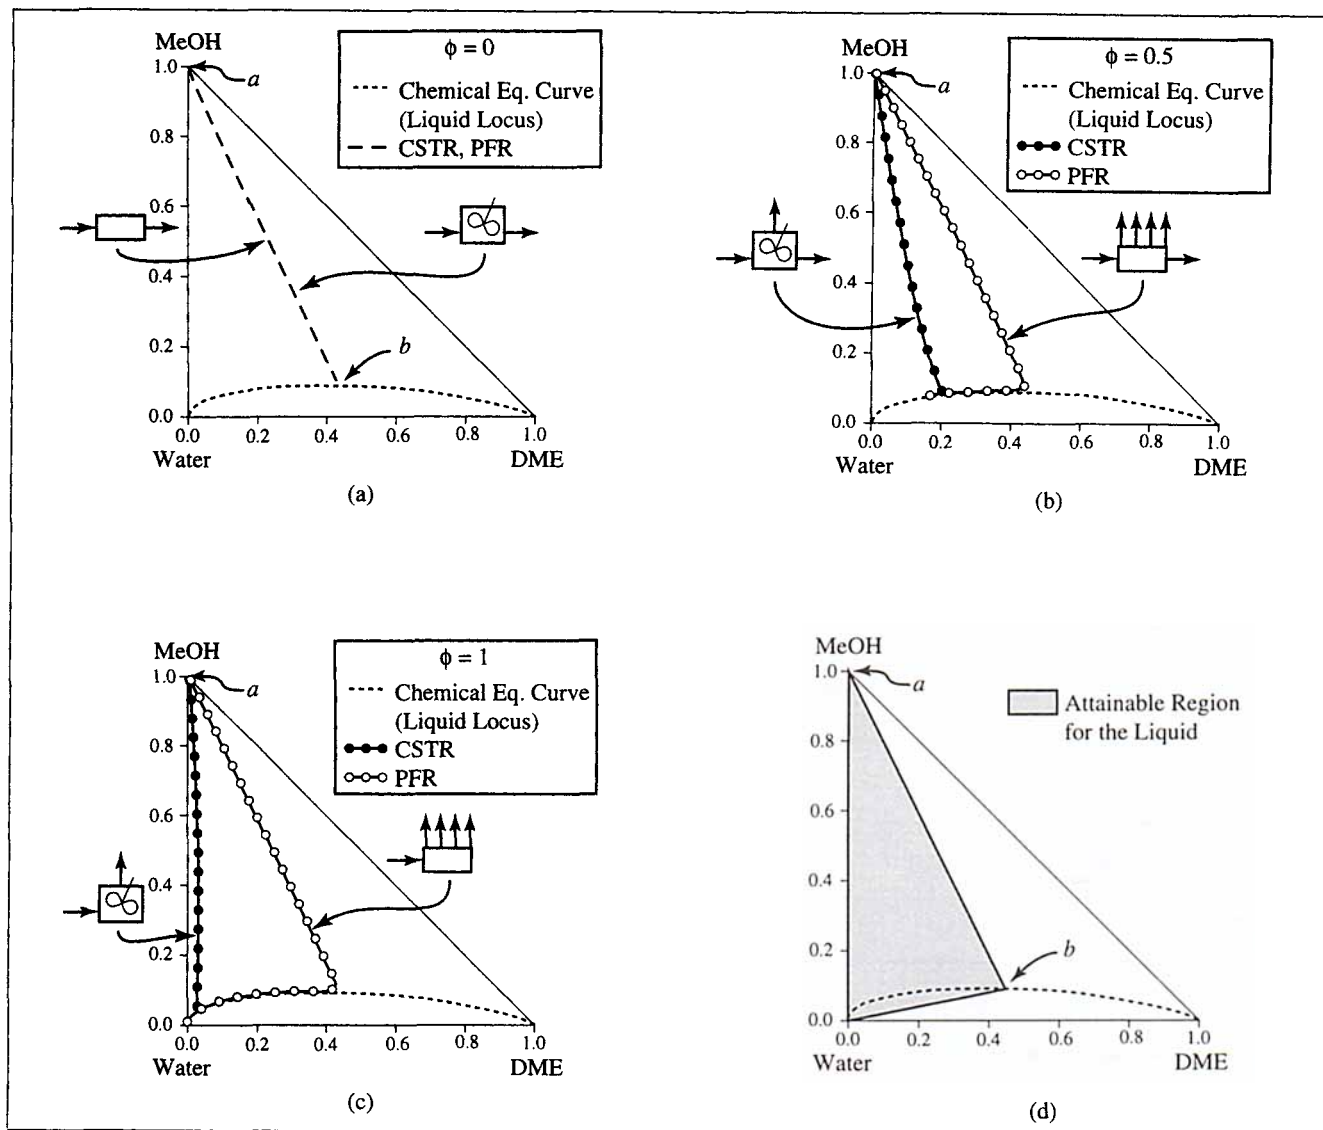 MeOH
1.0
a
0.8
0.6
0.4
0.2
0.0
b
0.0
0.2
0.4
0.6
0.8
1.0
Water
DME
ϕ = 0
Chemical Eq. Curve
(Liquid Locus)
CSTR, PFR
(a)
MeOH
1.0
a
0.8
0.6
0.4
0.2
0.0
0.0
0.2
0.4
0.6
0.8
1.0
Water
DME
ϕ = 0.5
Chemical Eq. Curve
(Liquid Locus)
CSTR
PFR
(b)
MeOH
1.0
a
0.8
0.6
0.4
0.2
0.0
0.0
0.2
0.4
0.6
0.8
1.0
Water
DME
ϕ = 1
Chemical Eq. Curve
(Liquid Locus)
CSTR
PFR
(c)
MeOH
1.0
a
0.8
0.6
0.4
0.2
0.0
b
0.0
0.2
0.4
0.6
0.8
1.0
Water
DME
Attainable Region
for the Liquid
(d)